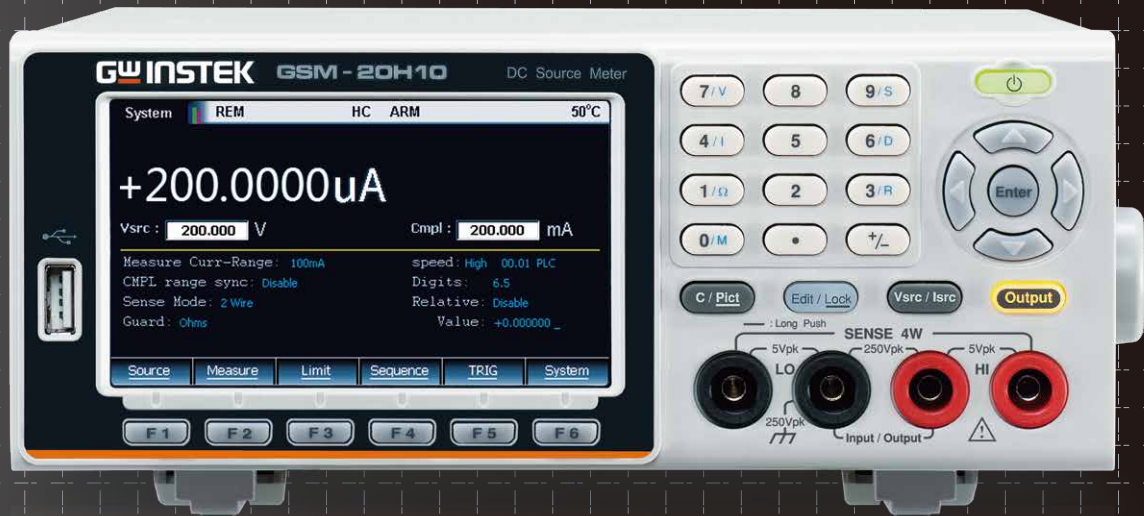 GW INSTEK GSM-20H10 DC Source Meter
System REM HC ARM 50°C
+200.0000uA
Vsrc : 200.000 V Cmpl : 200.000 mA
Measure Curr-Range: 100mA speed: High 00.01 PLC
CMPL range sync: Disable Digits: 6.5
Sense Mode: 2 Wire Relative: Disable
Guard: Ohms Value: +0.000000 _
Source Measure Limit Sequence TRIG System
F 1 F 2 F 3 F 4 F 5 F 6
7/V 8 9/S
4/I 5 6/D
1/Ω 2 3/R
0/M • +/_
Enter
C / Pict Edit / Lock Vsrc / Isrc Output
: Long Push
SENSE 4W
5Vpk 250Vpk 5Vpk
LO HI
250Vpk
Input / Output